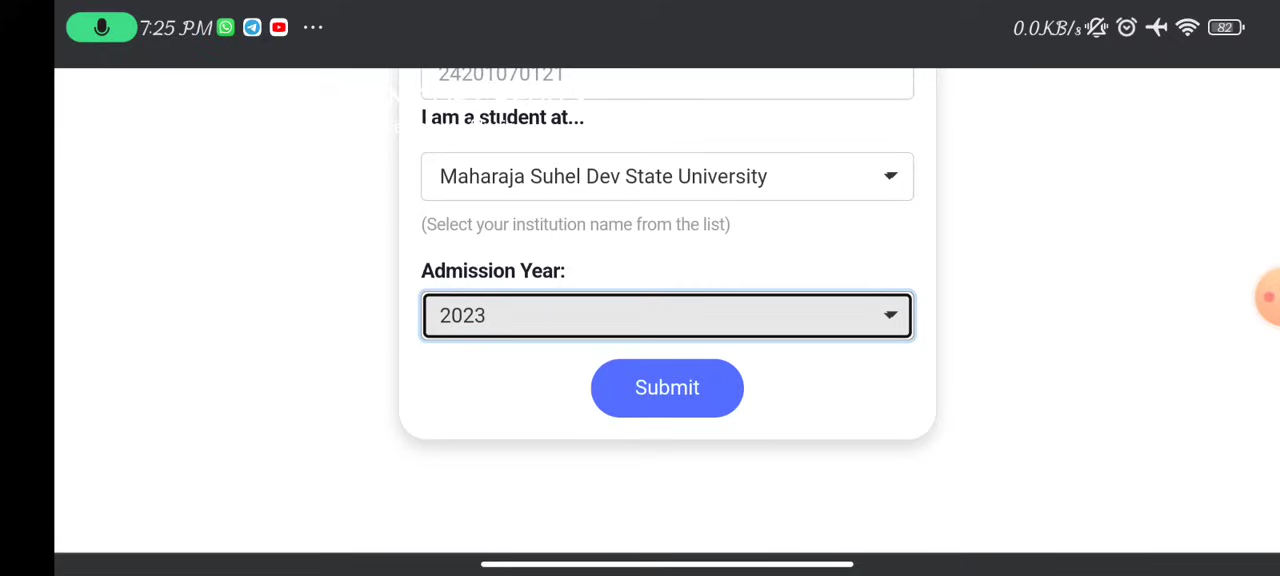 7:25 PM ... 0.0KB/s 82
24201070121
I am a student at...
Maharaja Suhel Dev State University
(Select your institution name from the list)
Admission Year:
2023
Submit